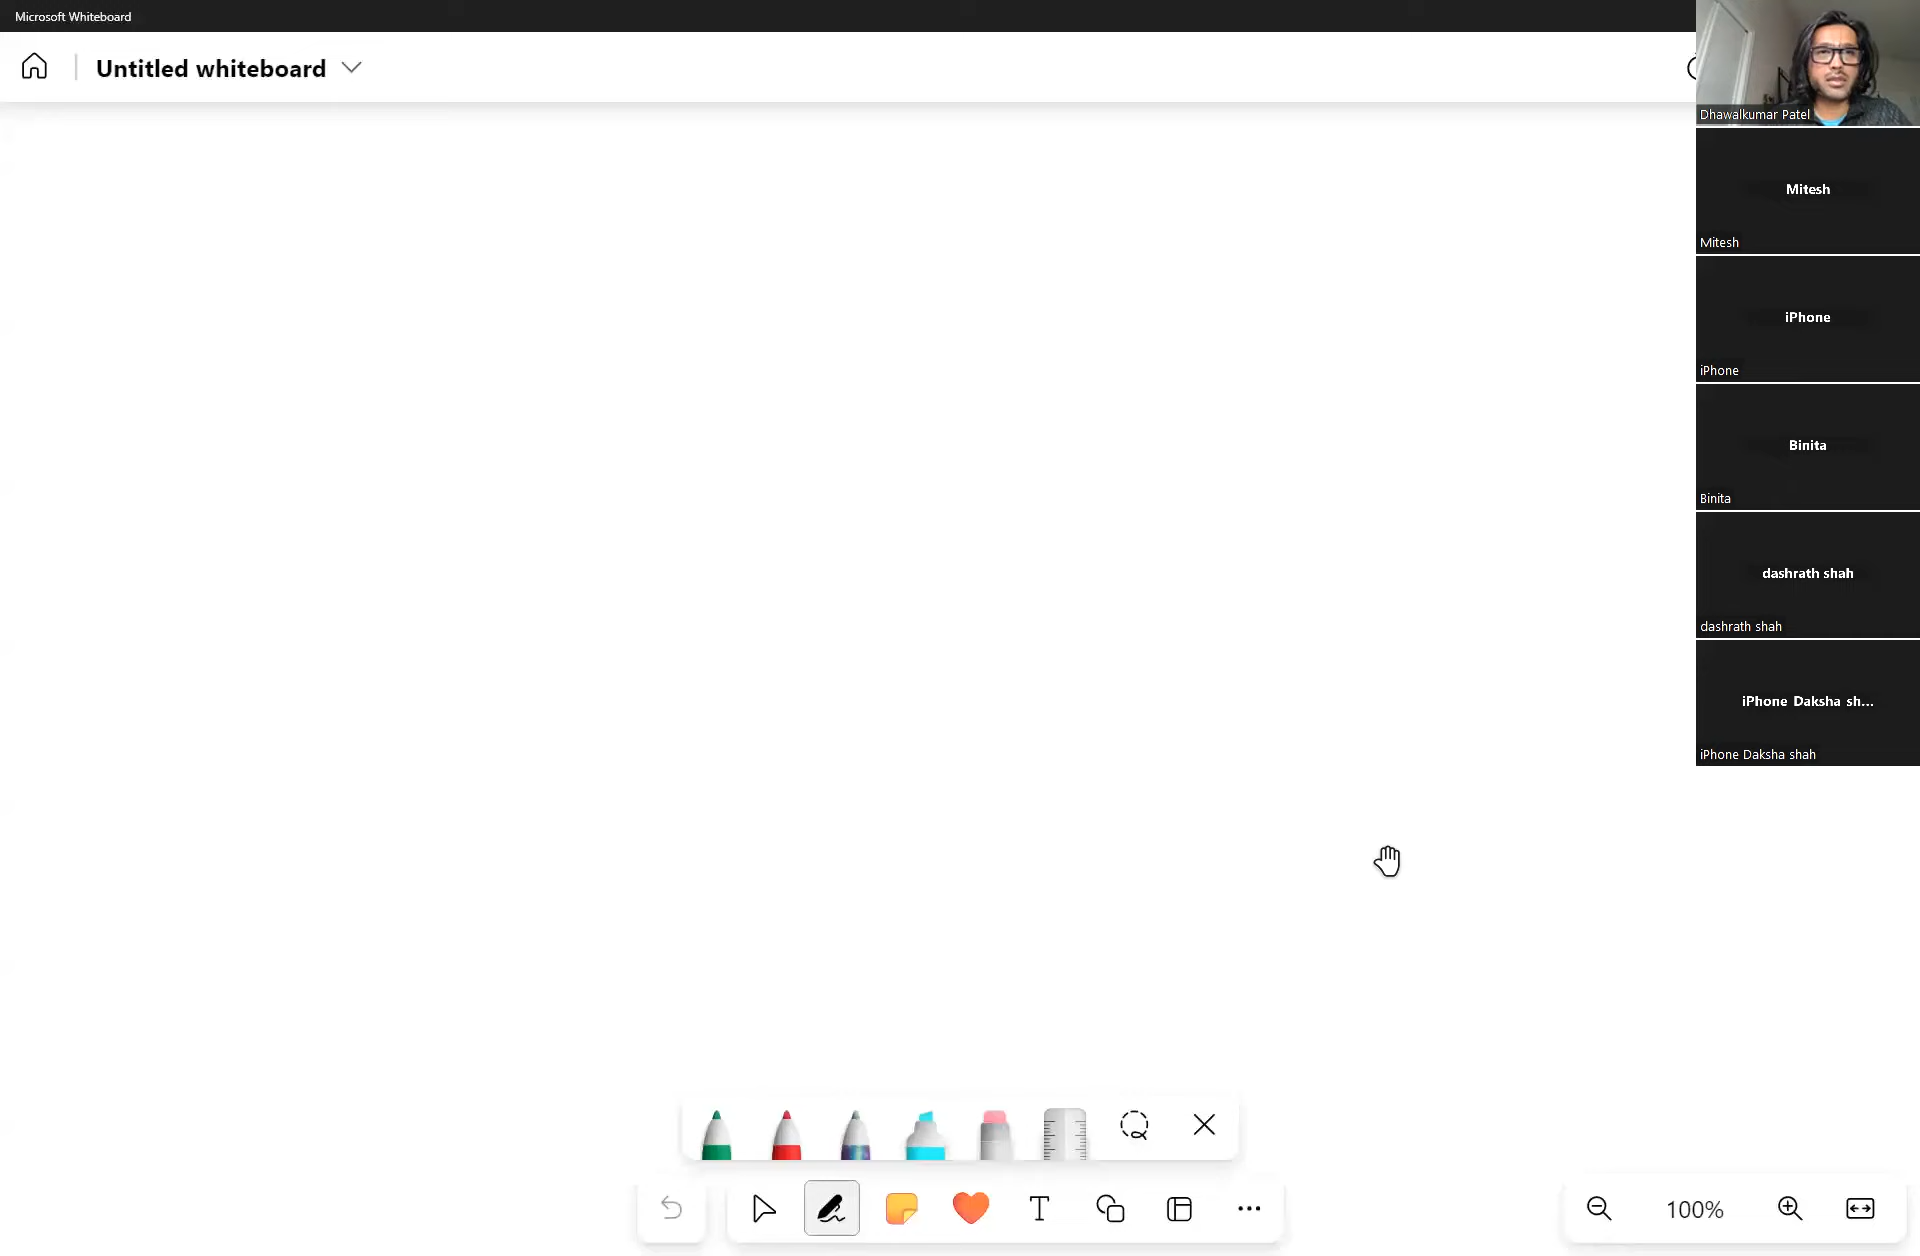 Microsoft Whiteboard
Untitled whiteboard
Dhawalkumar Patel
Mitesh
Mitesh
iPhone
iPhone
Binita
Binita
dashrath shah
dashrath shah
iPhone Daksha sh...
iPhone Daksha shah
100%